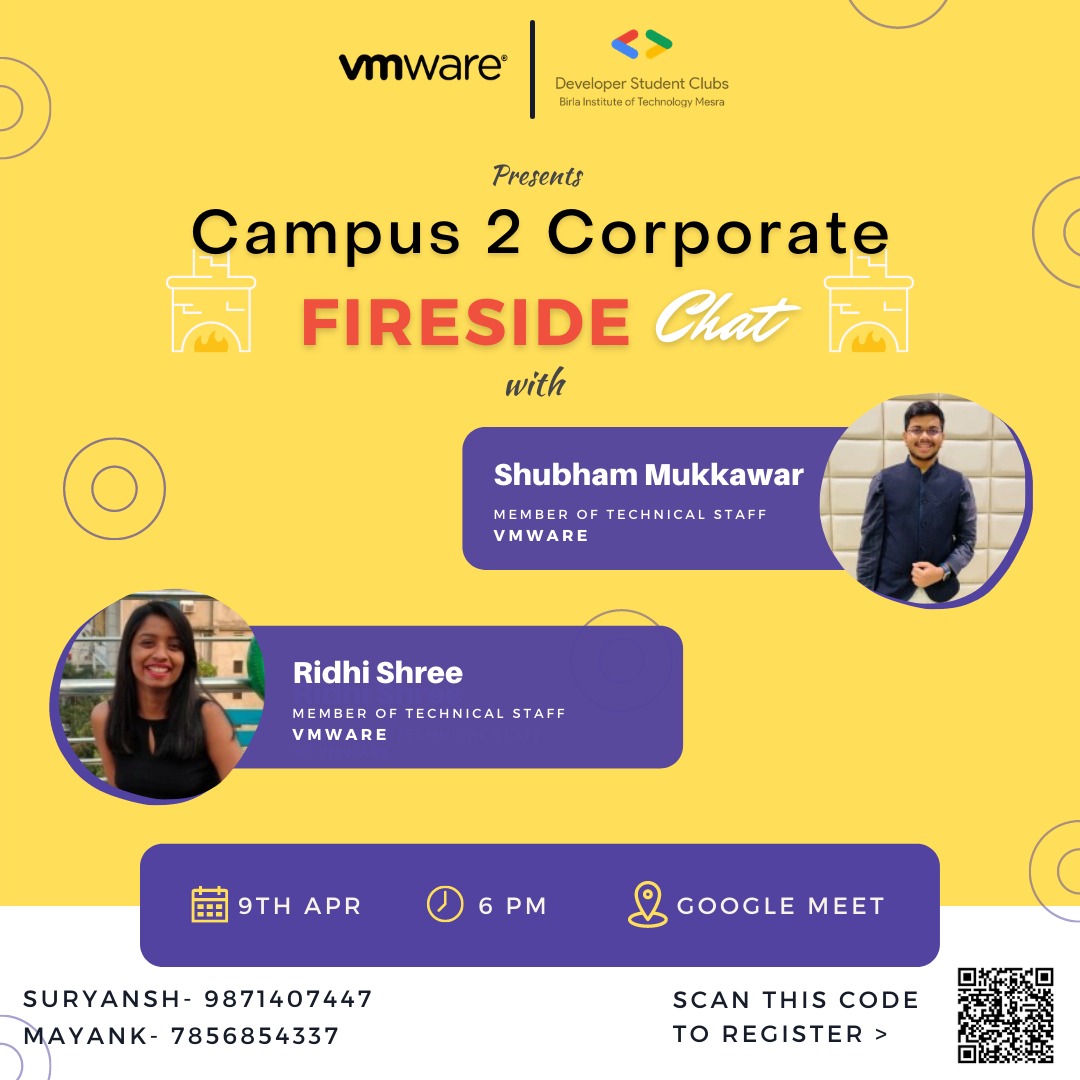 vmware®
Developer Student Clubs
Birla Institute of Technology Mesra
Presents
Campus 2 Corporate
FIRESIDE Chat
with
Shubham Mukkawar
MEMBER OF TECHNICAL STAFF
VMWARE
Ridhi Shree
MEMBER OF TECHNICAL STAFF
VMWARE
9TH APR
6 PM
GOOGLE MEET
SURYANSH- 9871407447
MAYANK- 7856854337
SCAN THIS CODE
TO REGISTER >